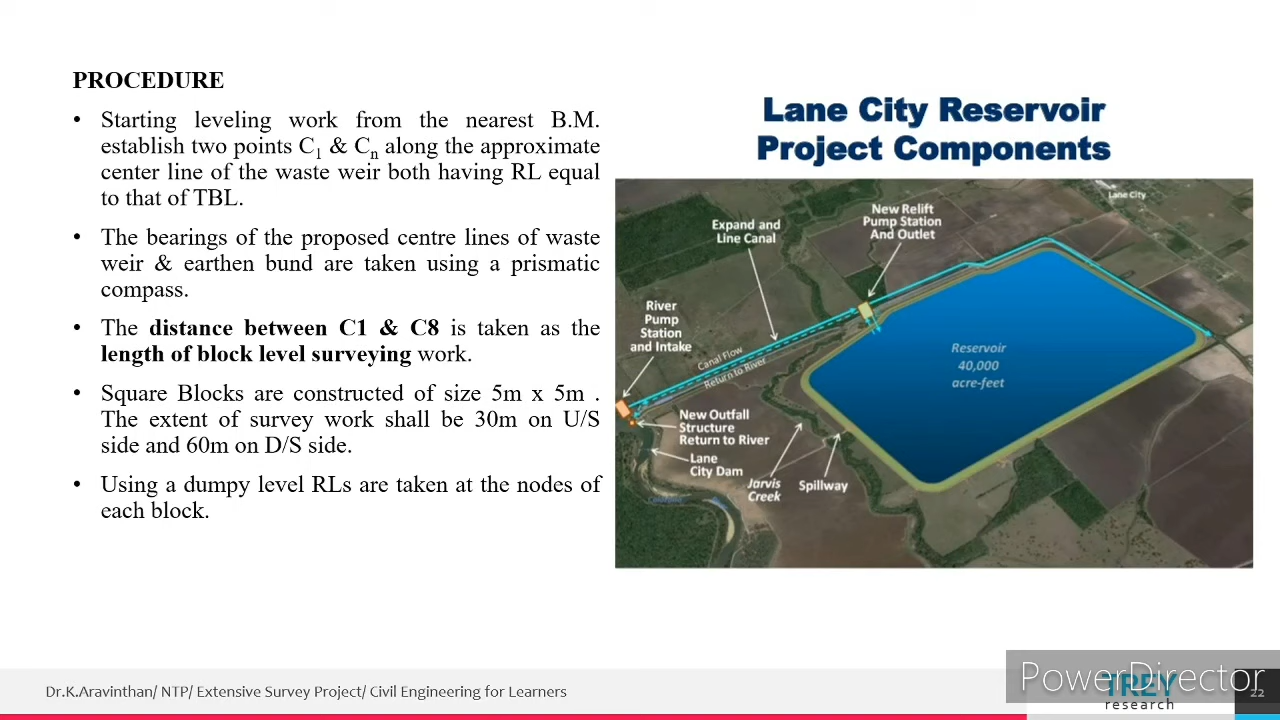 PROCEDURE
• Starting leveling work from the nearest B.M.
establish two points C1 & Cn along the approximate
center line of the waste weir both having RL equal
to that of TBL.
• The bearings of the proposed centre lines of waste
weir & earthen bund are taken using a prismatic
compass.
• The distance between C1 & C8 is taken as the
length of block level surveying work.
• Square Blocks are constructed of size 5m x 5m .
The extent of survey work shall be 30m on U/S
side and 60m on D/S side.
• Using a dumpy level RLs are taken at the nodes of
each block.
Lane City Reservoir
Project Components
Lane City
New Relift
Pump Station
And Outlet
Expand and
Line Canal
River
Pump
Station
and Intake
Canal Flow
Return to River
Reservoir
40,000
acre-feet
New Outfall
Structure
Return to River
Lane
City Dam
Jarvis
Creek
Spillway
Dr.K.Aravinthan/ NTP/ Extensive Survey Project/ Civil Engineering for Learners
PowerDirector
TREY
research
22